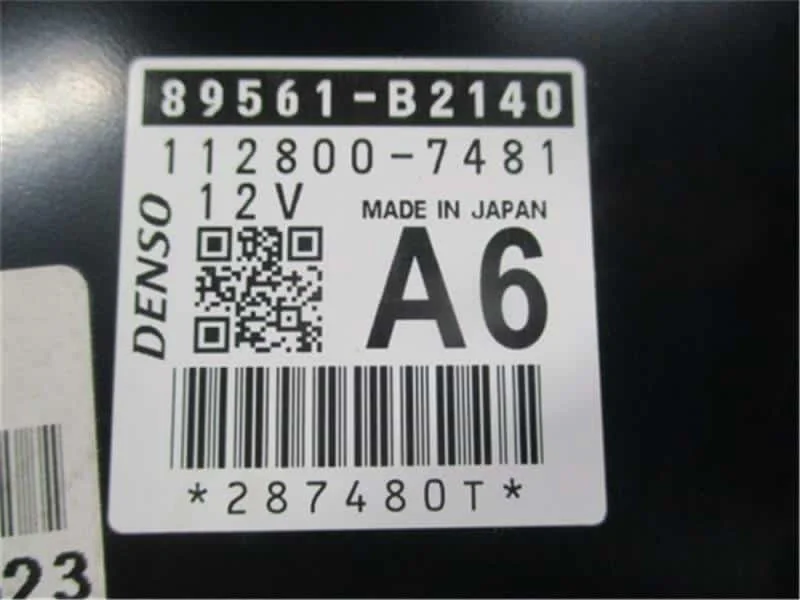 89561-B2140
112800-7481
12V
MADE IN JAPAN
DENSO
A6
*287480T*
23